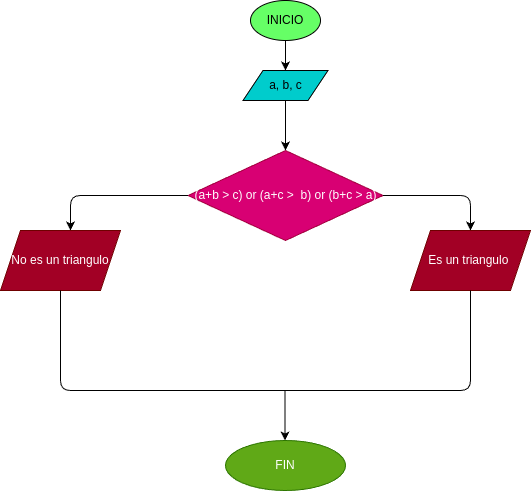 INICIO
a, b, c
(a+b > c) or (a+c >  b) or (b+c > a)
No es un triangulo
Es un triangulo
FIN